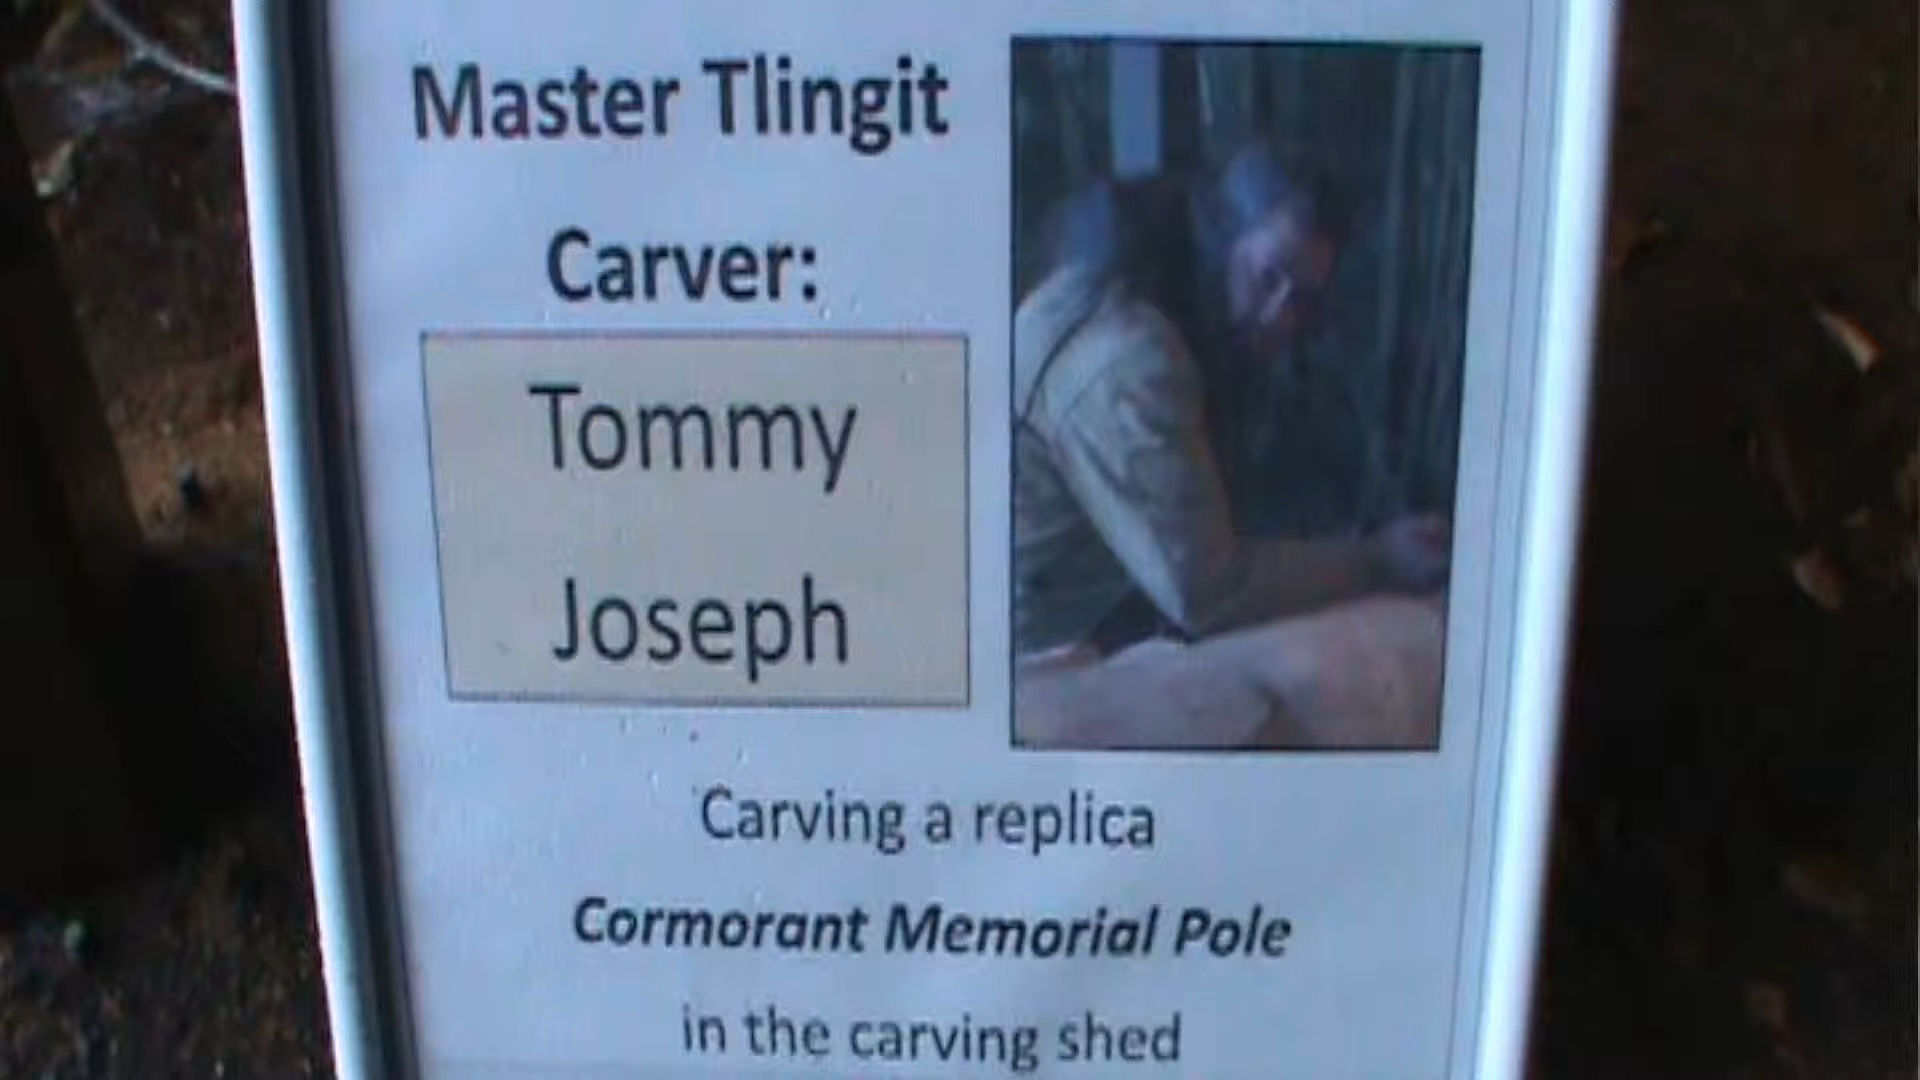 Master Tlingit
Carver:
Tommy
Joseph
Carving a replica
Cormorant Memorial Pole
in the carving shed